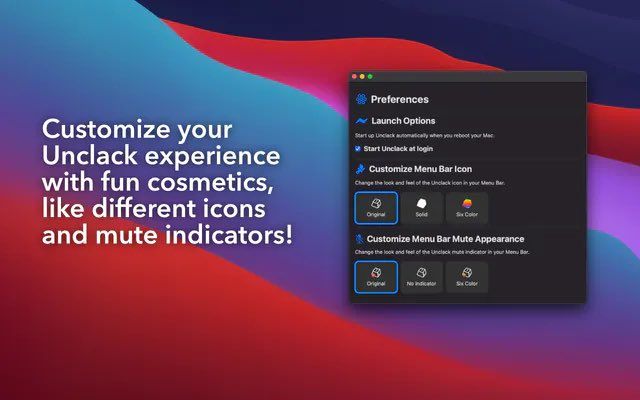 Customize your
Unclack experience
with fun cosmetics,
like different icons
and mute indicators!
Preferences
Launch Options
Start up Unclack automatically when you reboot your Mac.
Start Unclack at login
Customize Menu Bar Icon
Change the look and feel of the Unclack icon in your Menu Bar.
Original Solid Six Color
Customize Menu Bar Mute Appearance
Change the look and feel of the Unclack mute indicator in your Menu Bar.
Original No indicator Six Color